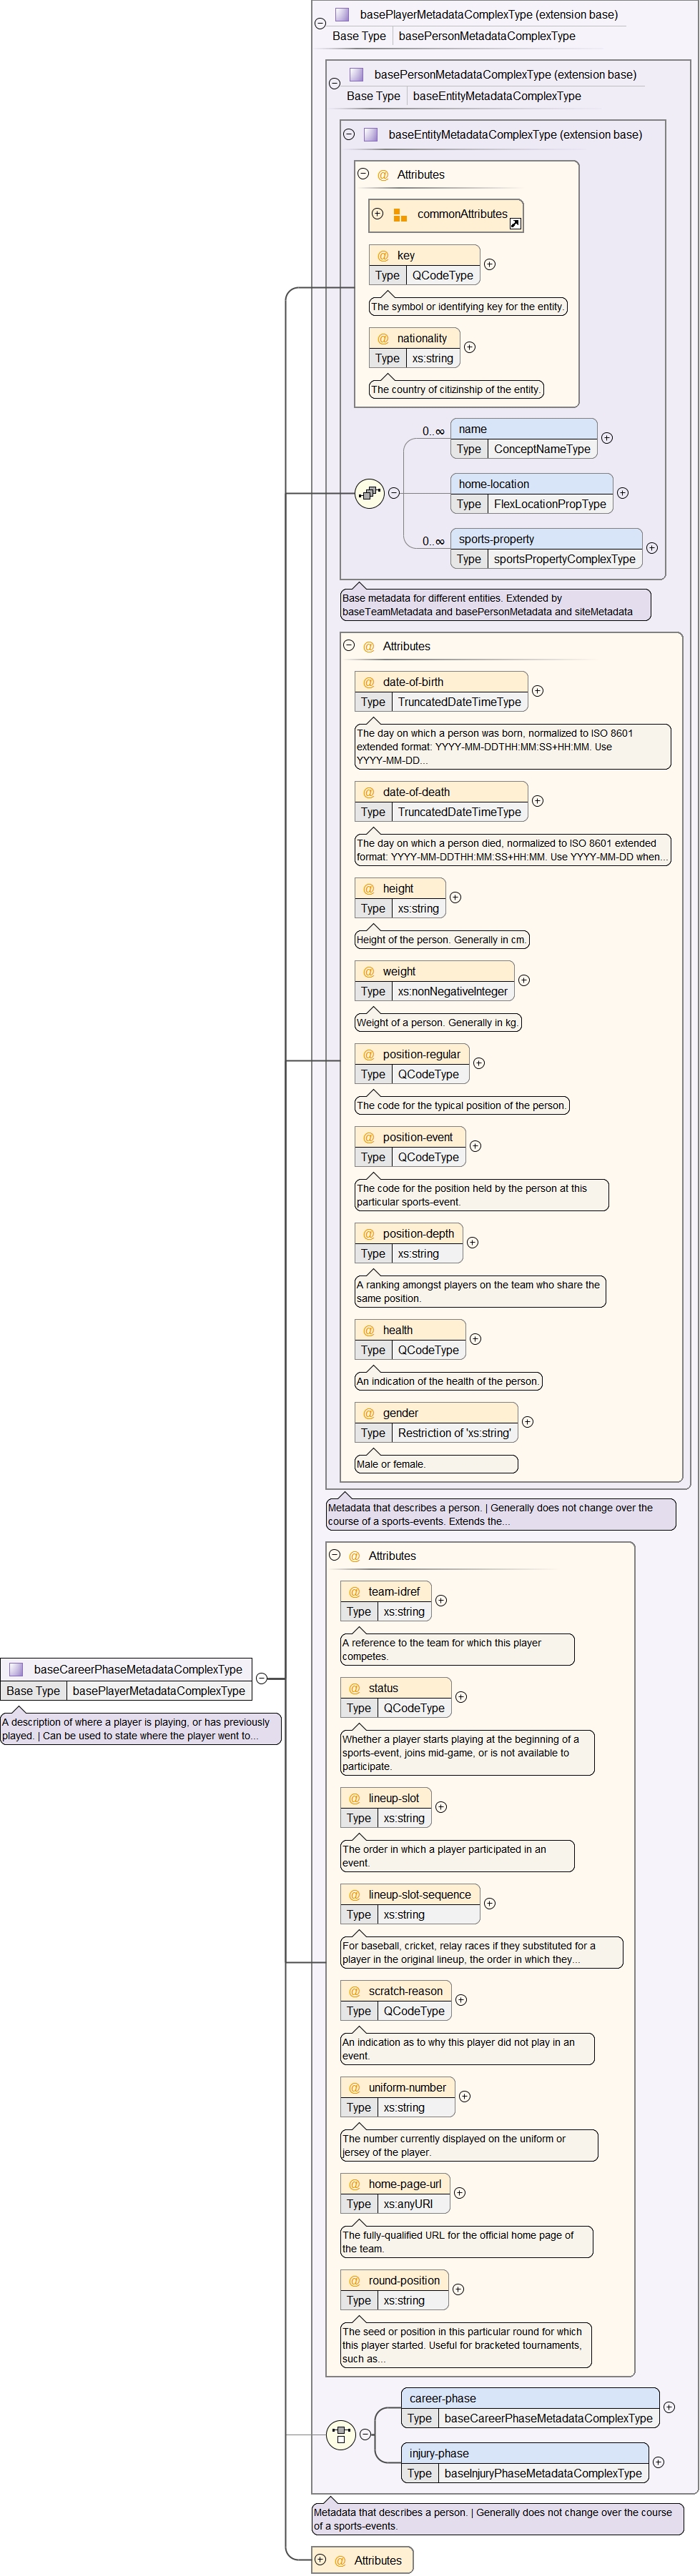 basePlayerMetadataComplexType (extension base)
Base Type basePersonMetadataComplexType
basePersonMetadataComplexType (extension base)
Base Type baseEntityMetadataComplexType
baseEntityMetadataComplexType (extension base)
@ Attributes
commonAttributes
@ key
Type QCodeType
The symbol or identifying key for the entity.
@ nationality
Type xs:string
The country of citizinship of the entity.
0..∞
name
Type ConceptNameType
home-location
Type FlexLocationPropType
0..∞
sports-property
Type sportsPropertyComplexType
Base metadata for different entities. Extended by
baseTeamMetadata and basePersonMetadata and siteMetadata
@ Attributes
@ date-of-birth
Type TruncatedDateTimeType
The day on which a person was born, normalized to ISO 8601
extended format: YYYY-MM-DDTHH:MM:SS+HH:MM. Use
YYYY-MM-DD...
@ date-of-death
Type TruncatedDateTimeType
The day on which a person died, normalized to ISO 8601 extended
format: YYYY-MM-DDTHH:MM:SS+HH:MM. Use YYYY-MM-DD when...
@ height
Type xs:string
Height of the person. Generally in cm.
@ weight
Type xs:nonNegativeInteger
Weight of a person. Generally in kg.
@ position-regular
Type QCodeType
The code for the typical position of the person.
@ position-event
Type QCodeType
The code for the position held by the person at this
particular sports-event.
@ position-depth
Type xs:string
A ranking amongst players on the team who share the
same position.
@ health
Type QCodeType
An indication of the health of the person.
@ gender
Type Restriction of 'xs:string'
Male or female.
Metadata that describes a person. | Generally does not change over the
course of a sports-events. Extends the...
@ Attributes
@ team-idref
Type xs:string
A reference to the team for which this player
competes.
baseCareerPhaseMetadataComplexType
Base Type basePlayerMetadataComplexType
A description of where a player is playing, or has previously
played. | Can be used to state where the player went to...
@ status
Type QCodeType
Whether a player starts playing at the beginning of a
sports-event, joins mid-game, or is not available to
participate.
@ lineup-slot
Type xs:string
The order in which a player participated in an
event.
@ lineup-slot-sequence
Type xs:string
For baseball, cricket, relay races if they substituted for a
player in the original lineup, the order in which they...
@ scratch-reason
Type QCodeType
An indication as to why this player did not play in an
event.
@ uniform-number
Type xs:string
The number currently displayed on the uniform or
jersey of the player.
@ home-page-url
Type xs:anyURI
The fully-qualified URL for the official home page of
the team.
@ round-position
Type xs:string
The seed or position in this particular round for which
this player started. Useful for bracketed tournaments,
such as...
career-phase
Type baseCareerPhaseMetadataComplexType
injury-phase
Type baseInjuryPhaseMetadataComplexType
Metadata that describes a person. | Generally does not change over the course
of a sports-events.
@ Attributes